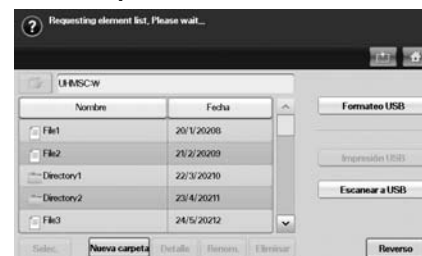 Requesting element list, Please wait...
UHMSC:W
Nombre Fecha
File1 20/1/20208
File2 21/2/20209
Directory1 22/3/20210
Directory2 23/4/20211
File3 24/5/20212
Formateo USB
Impresión USB
Escanear a USB
Selec. Nueva carpeta Detalle Renom. Eliminar Reverso